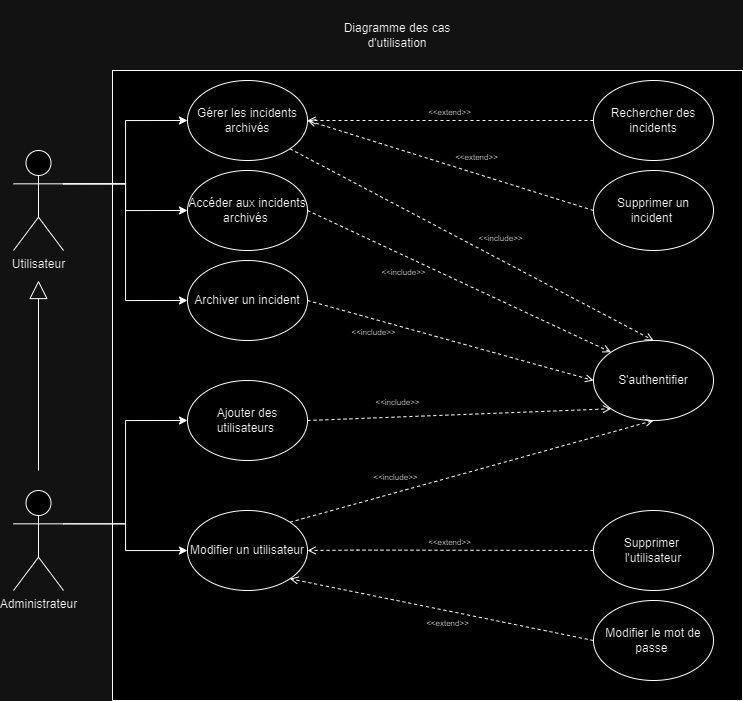 Diagramme des cas
d'utilisation
Gérer les incidents
archivés
<<extend>>
Rechercher des
incidents
<<extend>>
Accéder aux incidents
archivés
Supprimer un
incident
<<include>>
Utilisateur
<<include>>
Archiver un incident
<<include>>
S'authentifier
Ajouter des
utilisateurs
<<include>>
<<include>>
Modifier un utilisateur
<<extend>>
Supprimer
l'utilisateur
Administrateur
<<extend>>
Modifier le mot de
passe